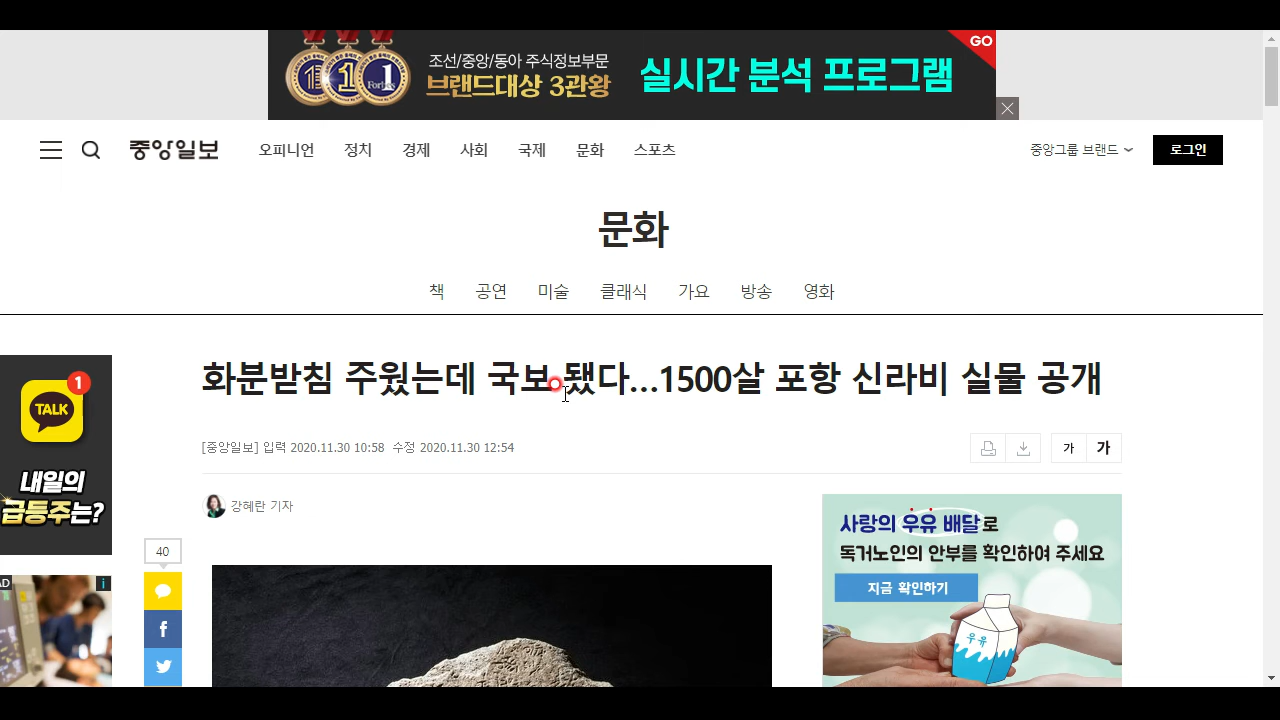 조선/중앙/동아 주식정보부문
브랜드대상 3관왕
실시간 분석 프로그램
GO
중앙일보
오피니언 정치 경제 사회 국제 문화 스포츠
중앙그룹 브랜드
로그인
문화
책 공연 미술 클래식 가요 방송 영화
화분받침 주웠는데 국보 됐다...1500살 포항 신라비 실물 공개
[중앙일보] 입력 2020.11.30 10:58 수정 2020.11.30 12:54
가 가
강혜란 기자
1
TALK
내일의
급등주는?
40
사랑의 우유 배달로
독거노인의 안부를 확인하여 주세요
지금 확인하기
우유